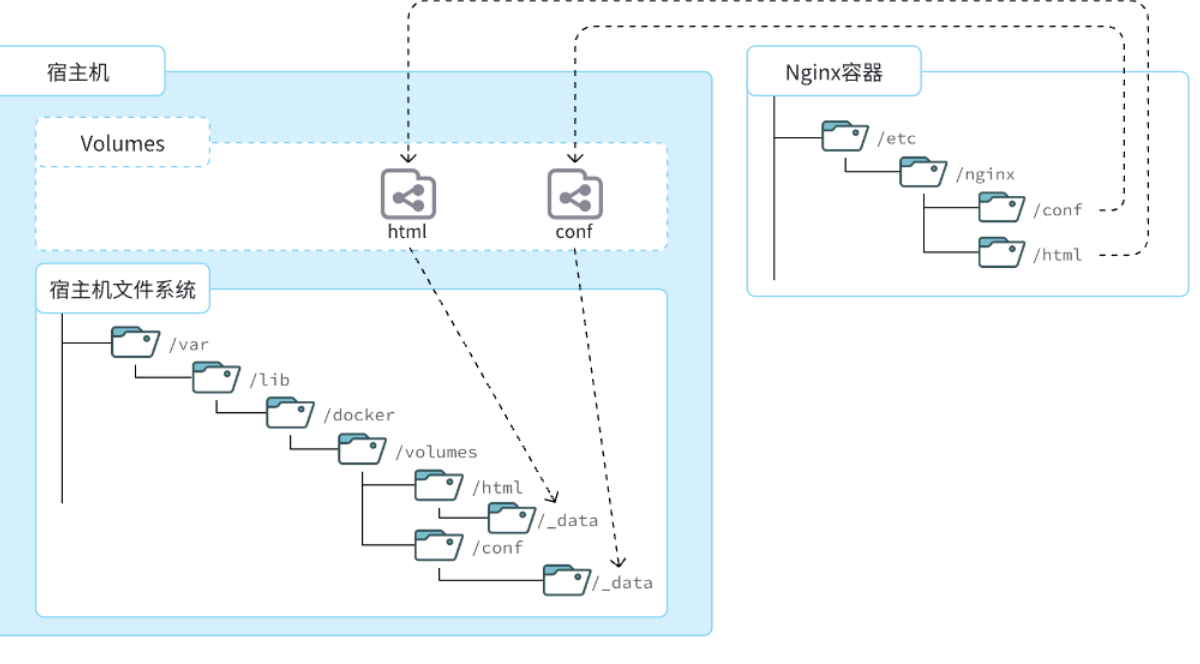 宿主机
Volumes
html
conf
宿主机文件系统
/var
/lib
/docker
/volumes
/html
/_data
/conf
/_data
Nginx容器
/etc
/nginx
/conf
/html